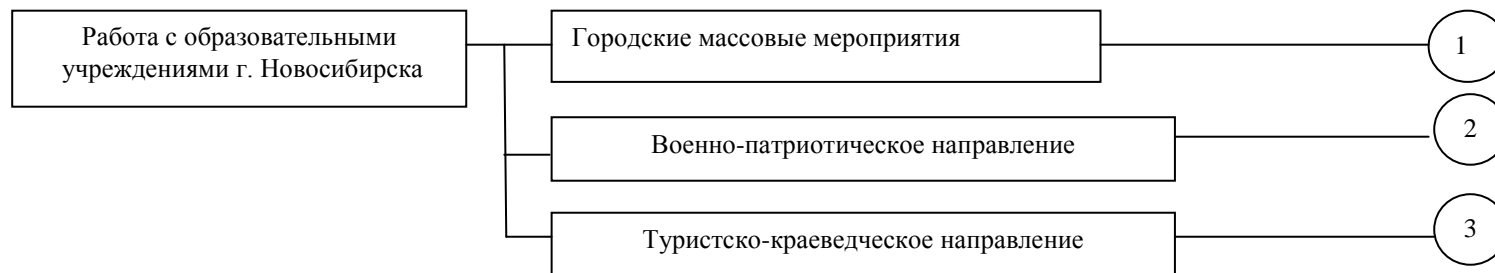 Работа с образовательными
учреждениями г. Новосибирска
Городские массовые мероприятия
1
Военно-патриотическое направление
2
Туристско-краеведческое направление
3